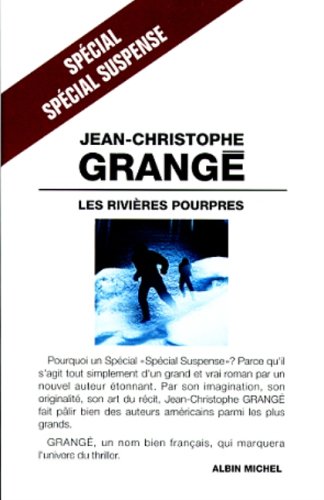 SPÉCIAL
SPÉCIAL SUSPENSE
JEAN-CHRISTOPHE
GRANGÉ
LES RIVIÈRES POURPRES
Pourquoi un Spécial «Spécial Suspense»? Parce qu'il
s'agit tout simplement d'un grand et vrai roman par un
nouvel auteur étonnant. Par son imagination, son
originalité, son art du récit, Jean-Christophe GRANGÉ
fait pâlir bien des auteurs américains parmi les plus
grands.
GRANGÉ, un nom bien français, qui marquera
l'univers du thriller.
ALBIN MICHEL